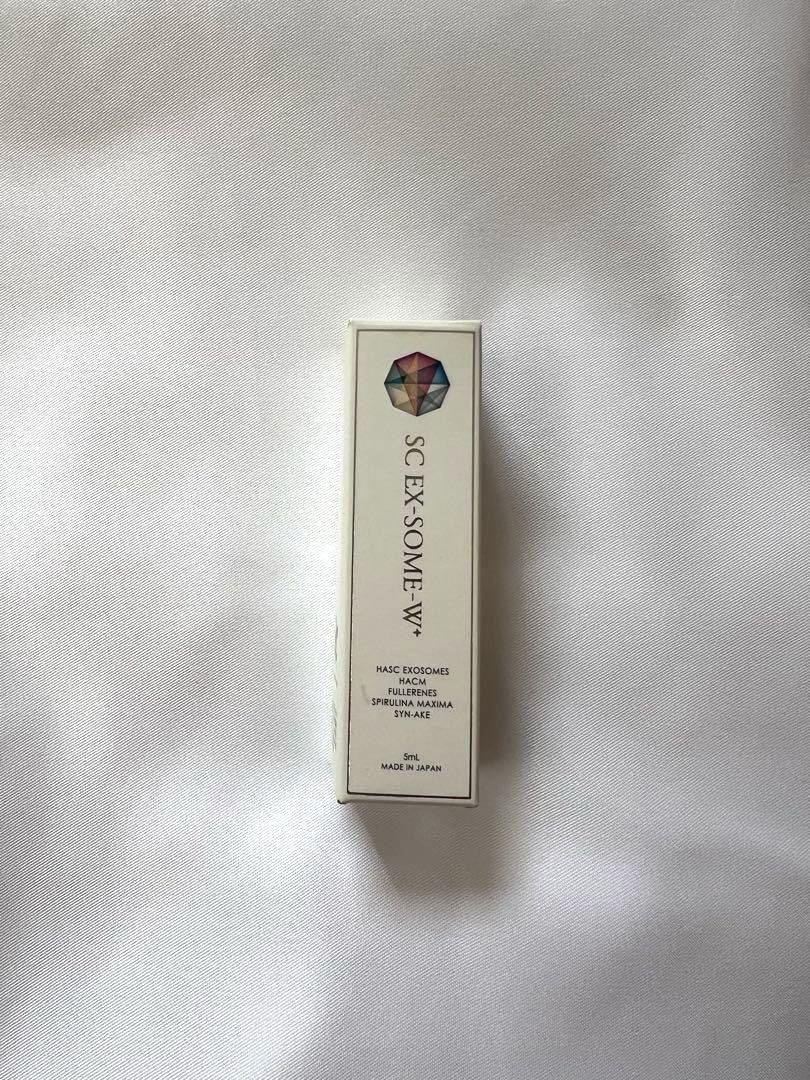 SC EX-SOME-W+
HASC EXOSOMES
HACM
FULLERENES
SPIRULINA MAXIMA
SYN-AKE
5mL
MADE IN JAPAN